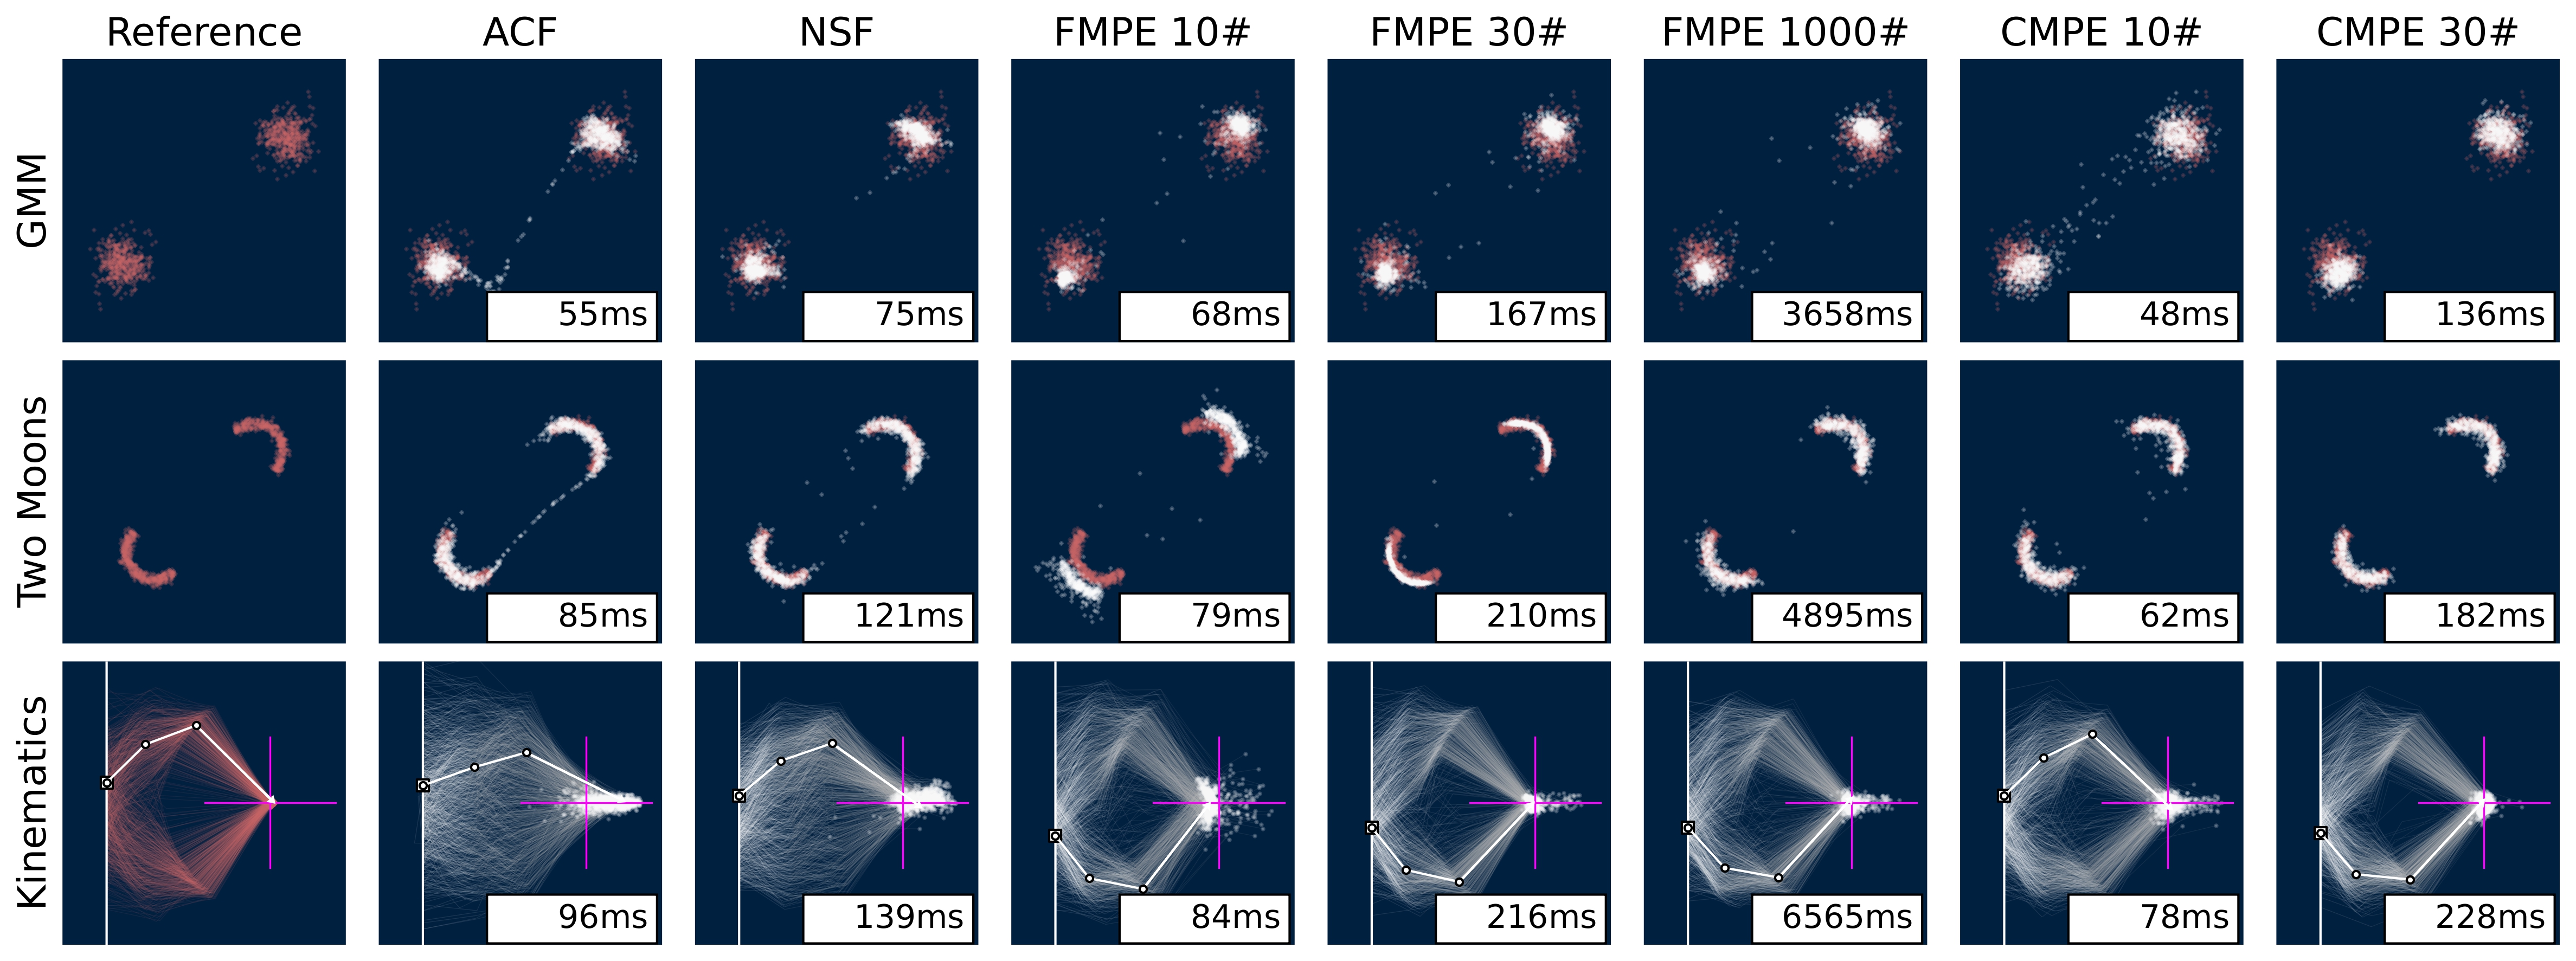 Reference ACF NSF FMPE 10# FMPE 30# FMPE 1000# CMPE 10# CMPE 30#
GMM
55ms 75ms 68ms 167ms 3658ms 48ms 136ms
Two Moons
85ms 121ms 79ms 210ms 4895ms 62ms 182ms
Kinematics
96ms 139ms 84ms 216ms 6565ms 78ms 228ms